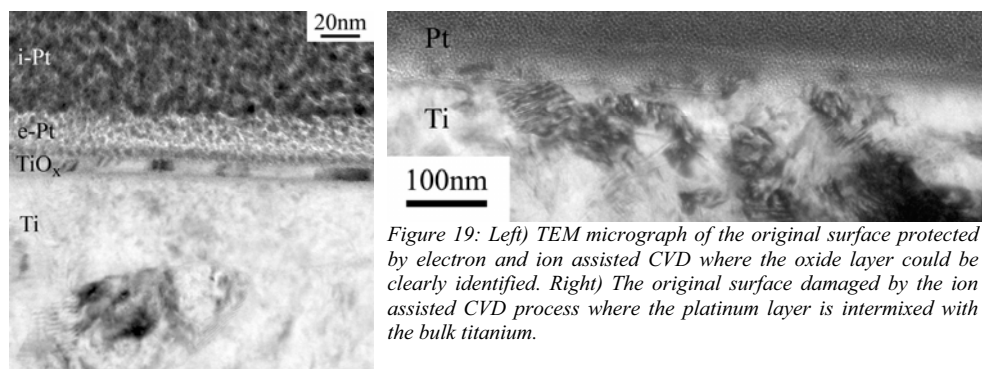 20nm
i-Pt
e-Pt
TiOx
Ti
Pt
Ti
100nm
Figure 19: Left) TEM micrograph of the original surface protected
by electron and ion assisted CVD where the oxide layer could be
clearly identified. Right) The original surface damaged by the ion
assisted CVD process where the platinum layer is intermixed with
the bulk titanium.